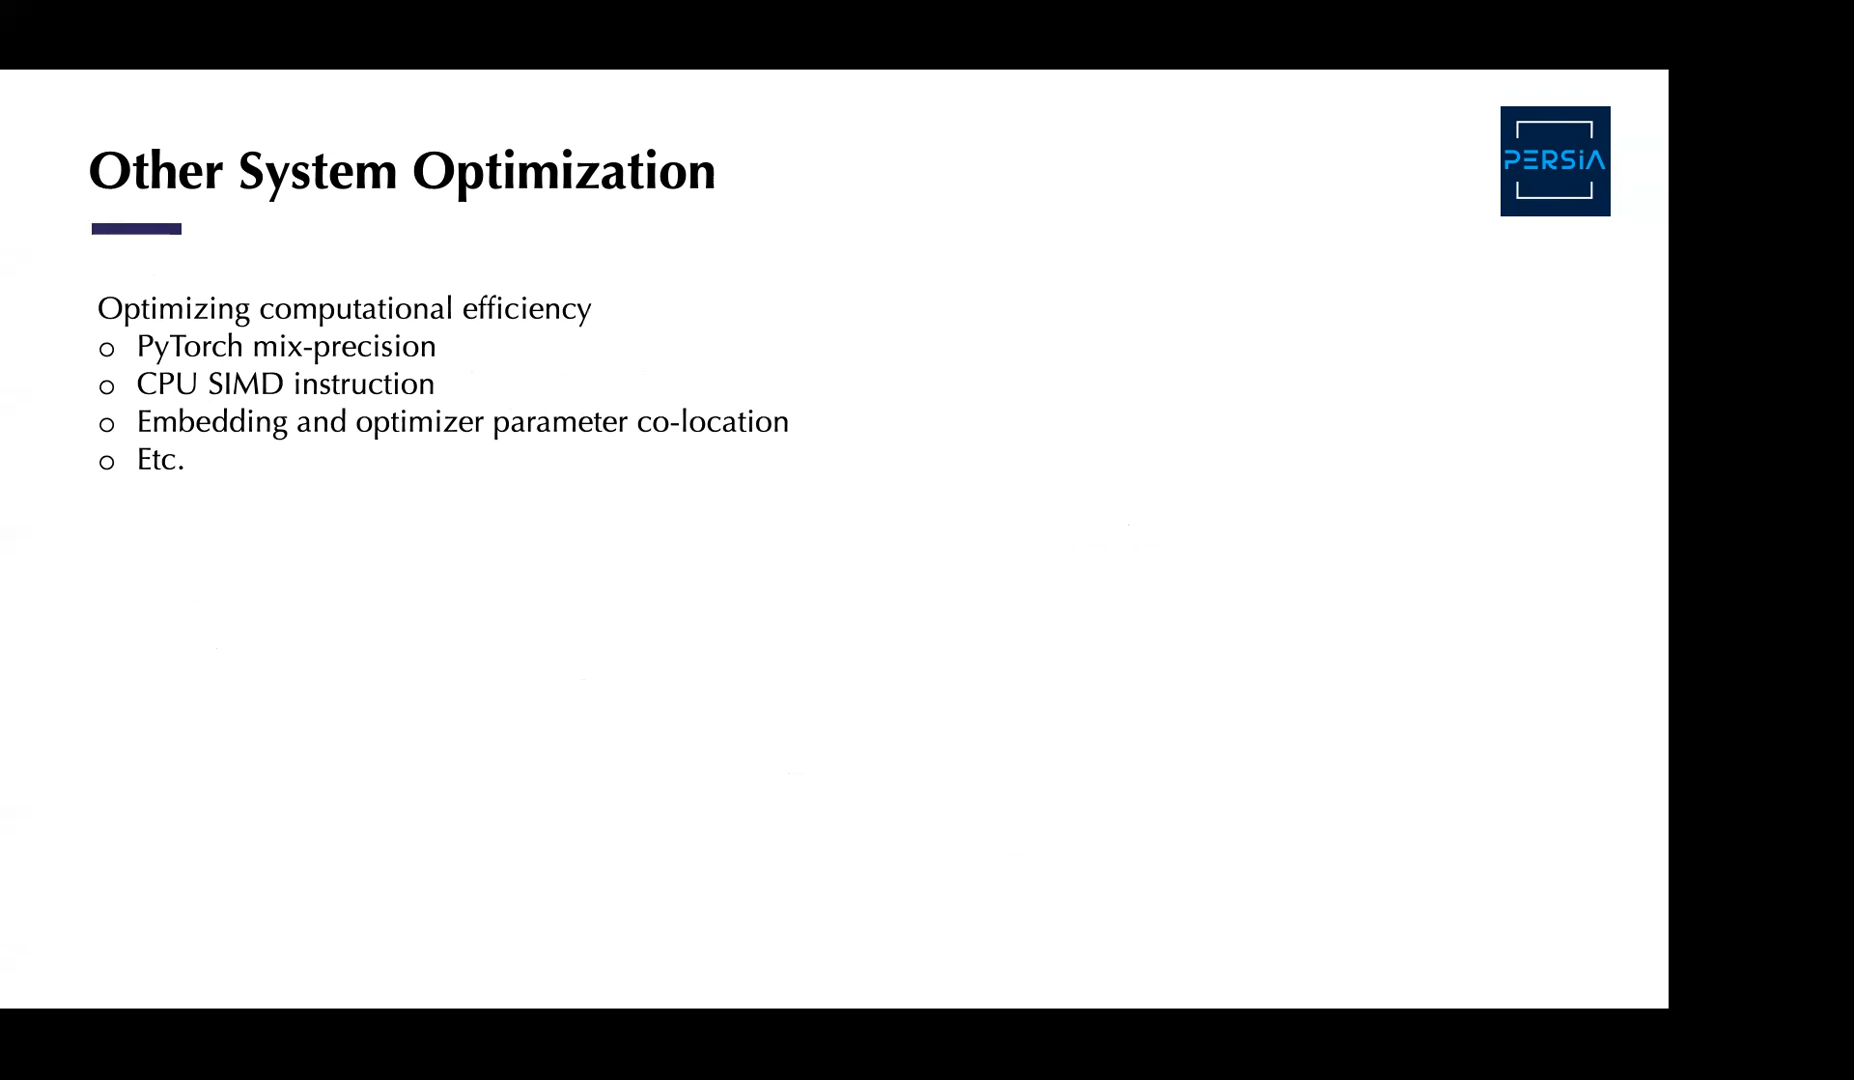 Other System Optimization
PERSiA
Optimizing computational efficiency
o PyTorch mix-precision
o CPU SIMD instruction
o Embedding and optimizer parameter co-location
o Etc.